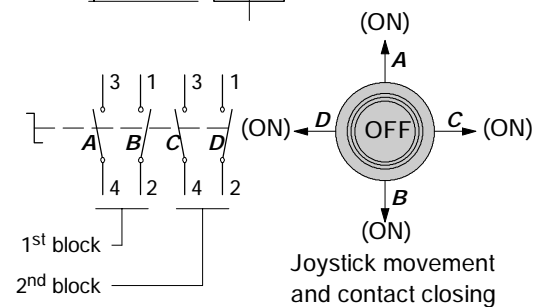 3 1 3 1
A B C D
4 2 4 2
1st block
2nd block
(ON)
A
(ON) D OFF C (ON)
B
(ON)
Joystick movement
and contact closing